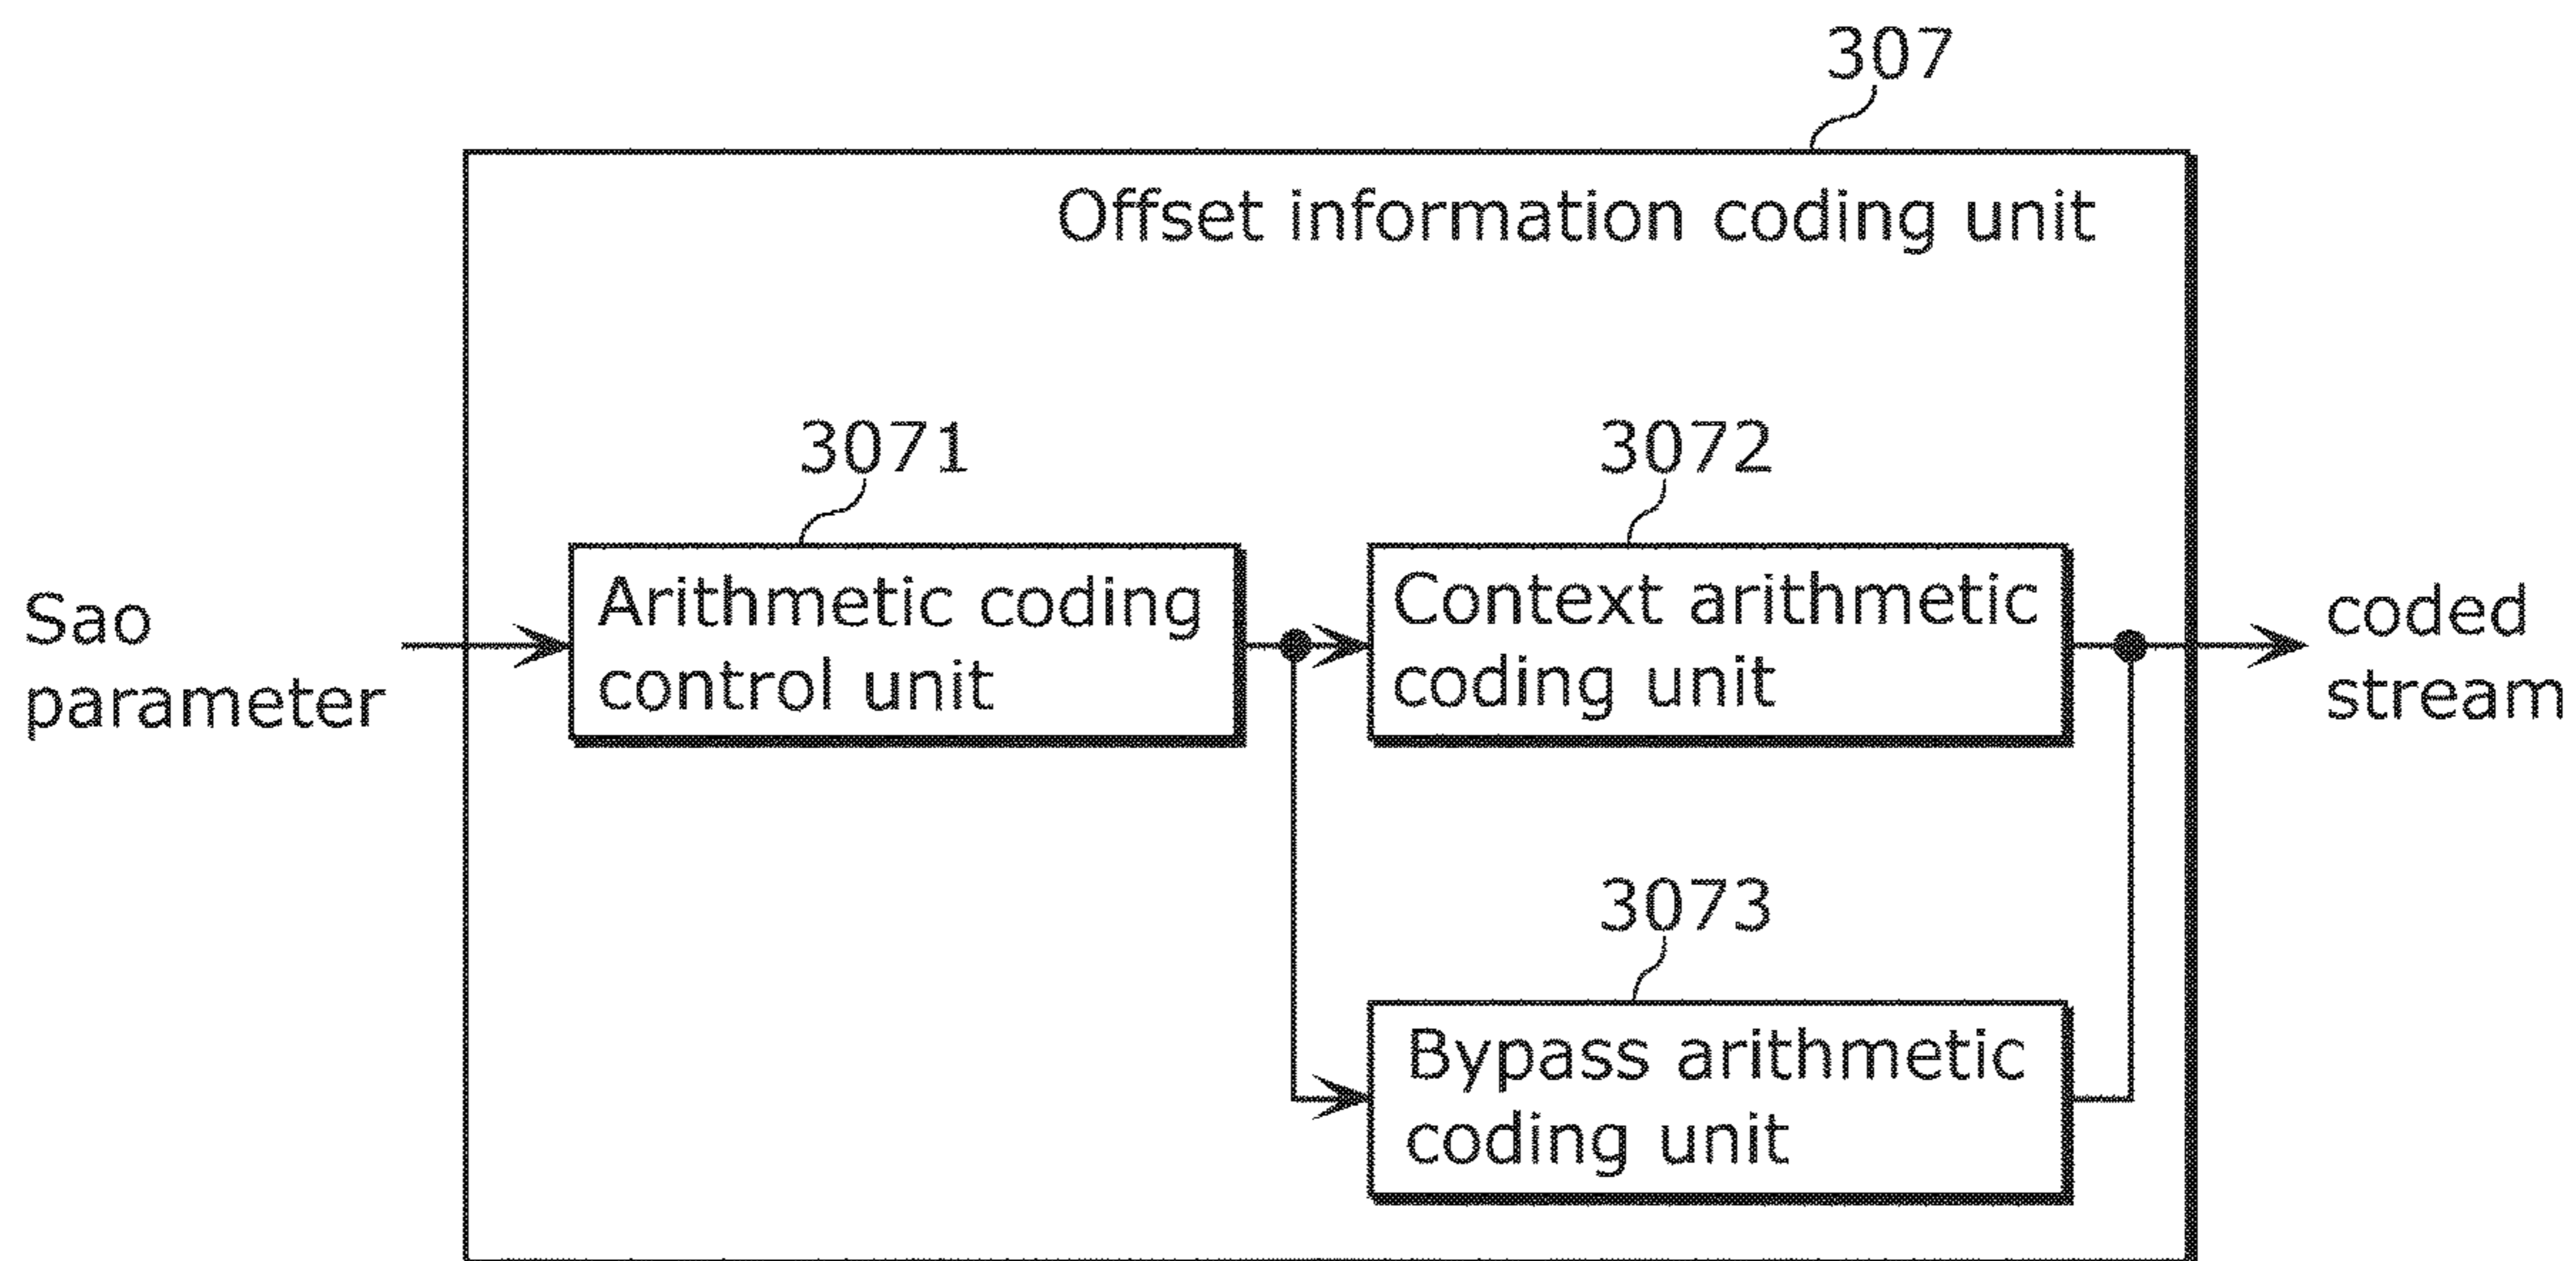 307
Offset information coding unit
3071
3072
Sao
parameter
Arithmetic coding
control unit
Context arithmetic
coding unit
coded
stream
3073
Bypass arithmetic
coding unit